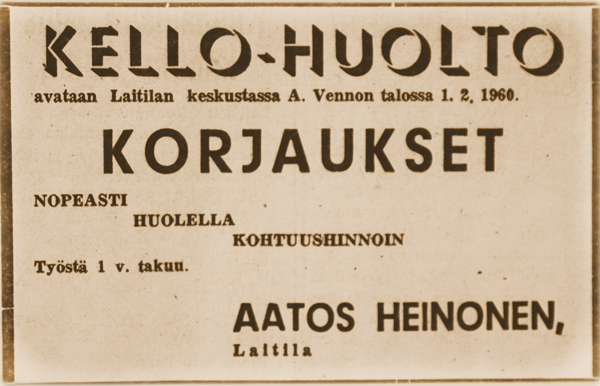 KELLO-HUOLTO
avataan Laitilan keskustassa A. Vennon talossa 1. 2. 1960.
KORJAUKSET
NOPEASTI
HUOLELLA
KOHTUUSHINNOIN
Työstä 1 v. takuu.
AATOS HEINONEN,
Laitila